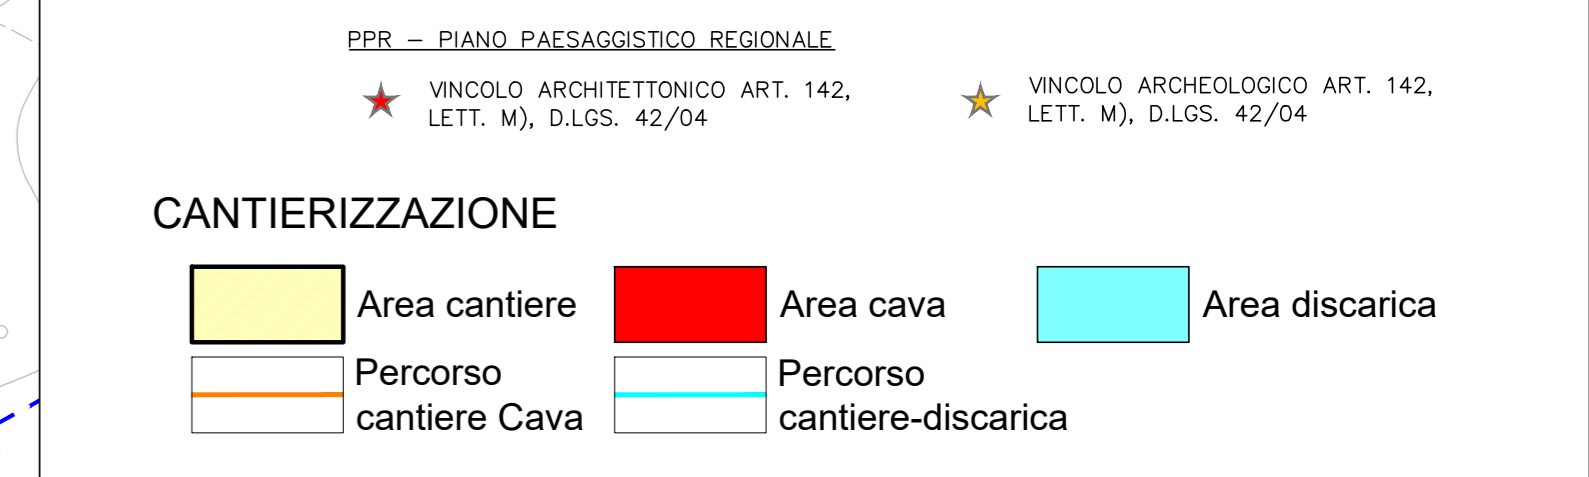 PPR – PIANO PAESAGGISTICO REGIONALE
VINCOLO ARCHITETTONICO ART. 142,
LETT. M), D.LGS. 42/04
VINCOLO ARCHEOLOGICO ART. 142,
LETT. M), D.LGS. 42/04
CANTIERIZZAZIONE
Area cantiere
Area cava
Area discarica
Percorso
cantiere Cava
Percorso
cantiere-discarica